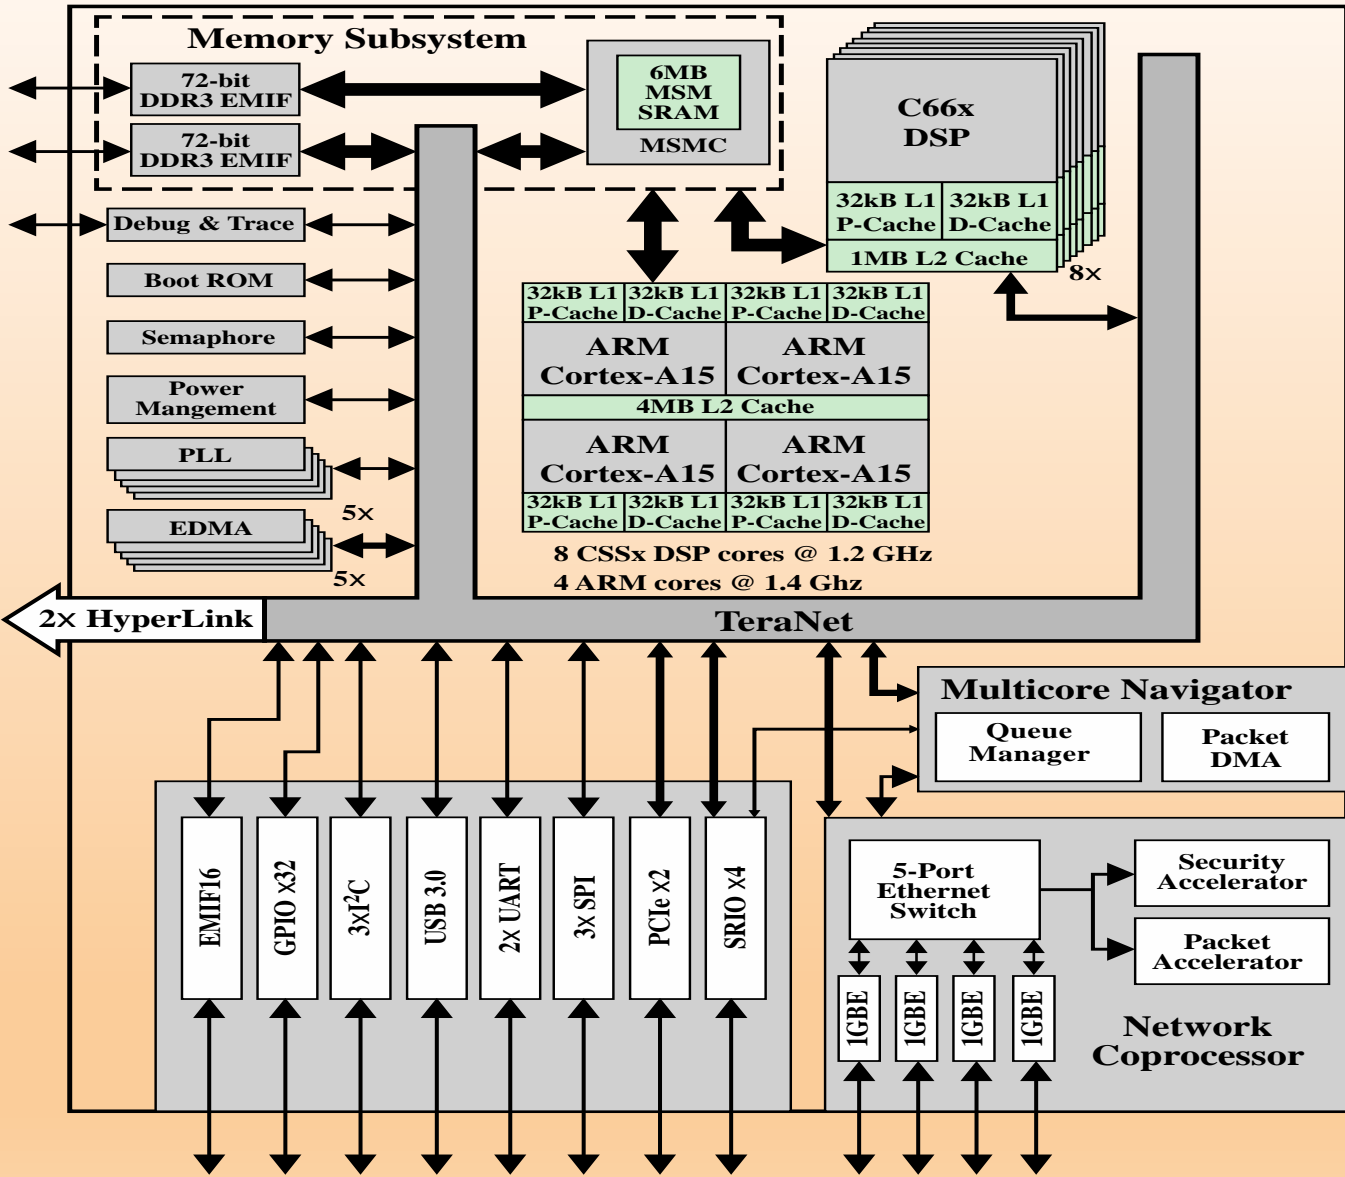 Memory Subsystem
72-bit
DDR3 EMIF
72-bit
DDR3 EMIF
6MB
MSM
SRAM
MSMC
C66x
DSP
32kB L1
P-Cache
32kB L1
D-Cache
1MB L2 Cache
8x
Debug & Trace
Boot ROM
Semaphore
Power
Mangement
PLL
5x
EDMA
5x
32kB L1
P-Cache
32kB L1
D-Cache
32kB L1
P-Cache
32kB L1
D-Cache
ARM
Cortex-A15
ARM
Cortex-A15
4MB L2 Cache
ARM
Cortex-A15
ARM
Cortex-A15
32kB L1
P-Cache
32kB L1
D-Cache
32kB L1
P-Cache
32kB L1
D-Cache
8 CSSx DSP cores @ 1.2 GHz
4 ARM cores @ 1.4 Ghz
2x HyperLink
TeraNet
Multicore Navigator
Queue
Manager
Packet
DMA
EMIF16
GPIO x32
3xI²C
USB 3.0
2x UART
3x SPI
PCIe x2
SRIO x4
5-Port
Ethernet
Switch
Security
Accelerator
Packet
Accelerator
1GBE
1GBE
1GBE
1GBE
Network
Coprocessor